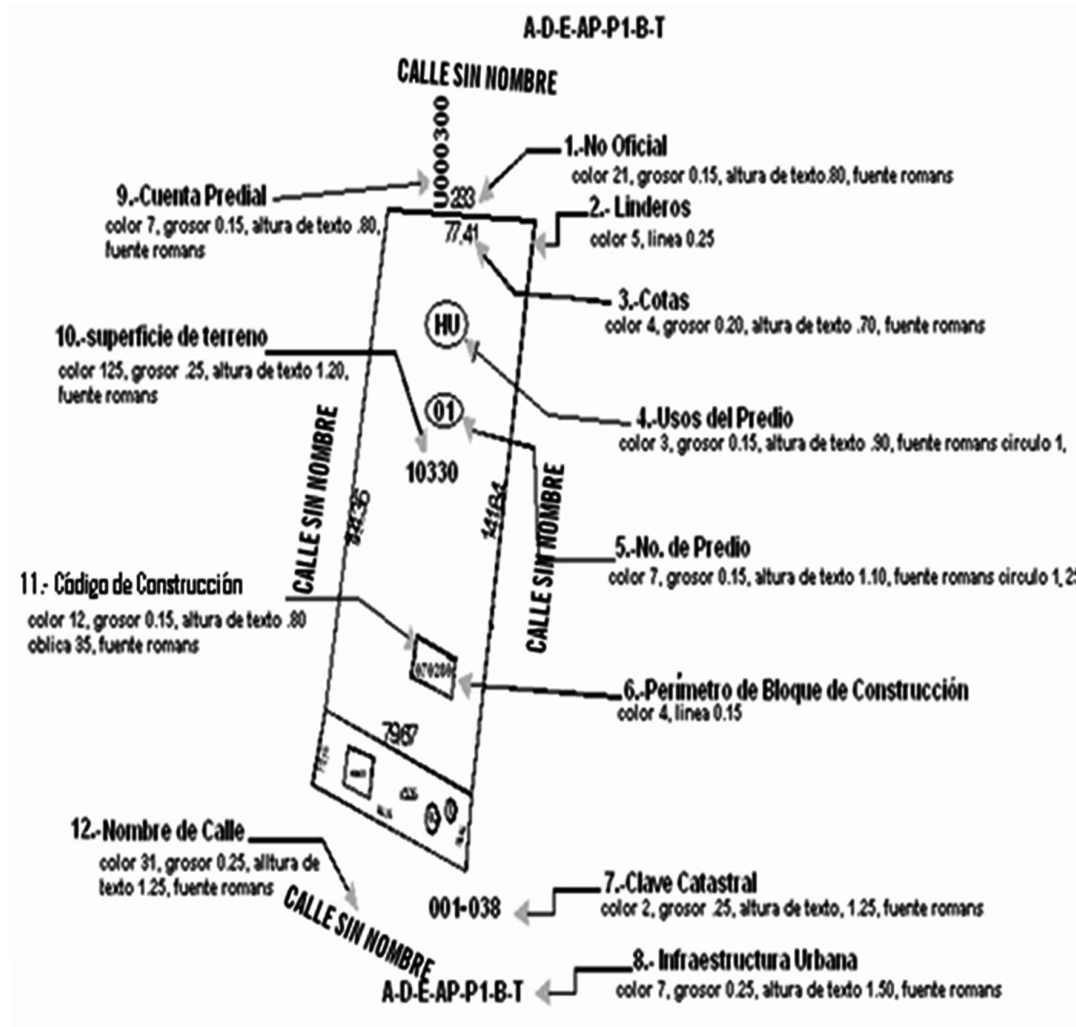 A-D-E-AP-P1-B-T
CALLE SIN NOMBRE
U000300
233
1.-No Oficial
color 21, grosor 0.15, altura de texto.80, fuente romans
9.-Cuenta Predial
color 7, grosor 0.15, altura de texto .80,
fuente romans
2.- Linderos
color 5, linea 0.25
77.41
3.-Cotas
color 4, grosor 0.20, altura de texto .70, fuente romans
HU
10.-superficie de terreno
color 125, grosor .25, altura de texto 1.20,
fuente romans
01
4.-Usos del Predio
color 3, grosor 0.15, altura de texto .90, fuente romans circulo 1,
10330
CALLE SIN NOMBRE
141.64
CALLE SIN NOMBRE
5.-No. de Predio
color 7, grosor 0.15, altura de texto 1.10, fuente romans circulo 1,25
11.- Código de Construcción
color 12, grosor 0.15, altura de texto .80
oblica 35, fuente romans
070280
6.-Perímetro de Bloque de Construcción
color 4, linea 0.15
79.67
12.-Nombre de Calle
color 31, grosor 0.25, alltura de
texto 1.25, fuente romans
CALLE SIN NOMBRE
001-038
7.-Clave Catastral
color 2, grosor .25, altura de texto, 1.25, fuente romans
8.- Infraestructura Urbana
color 7, grosor 0.25, altura de texto 1.50, fuente romans
A-D-E-AP-P1-B-T